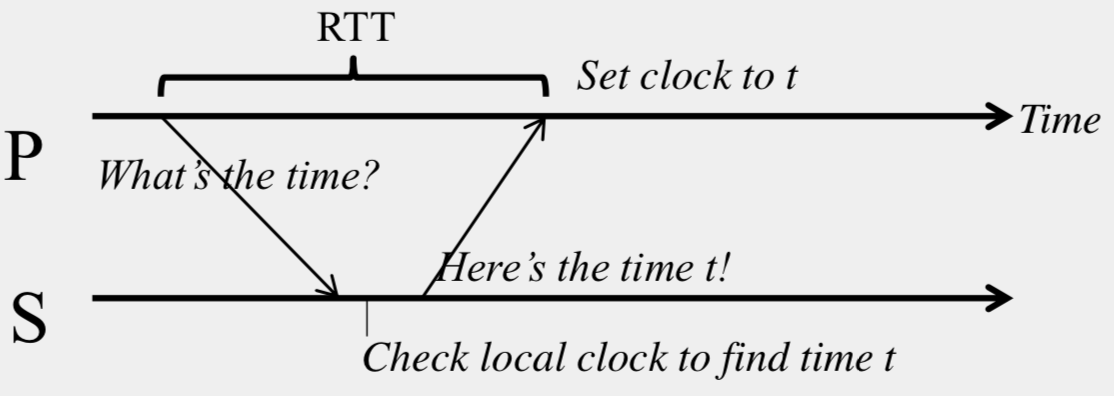 RTT
Set clock to t
Time
P
What’s the time?
Here’s the time t!
S
Check local clock to find time t